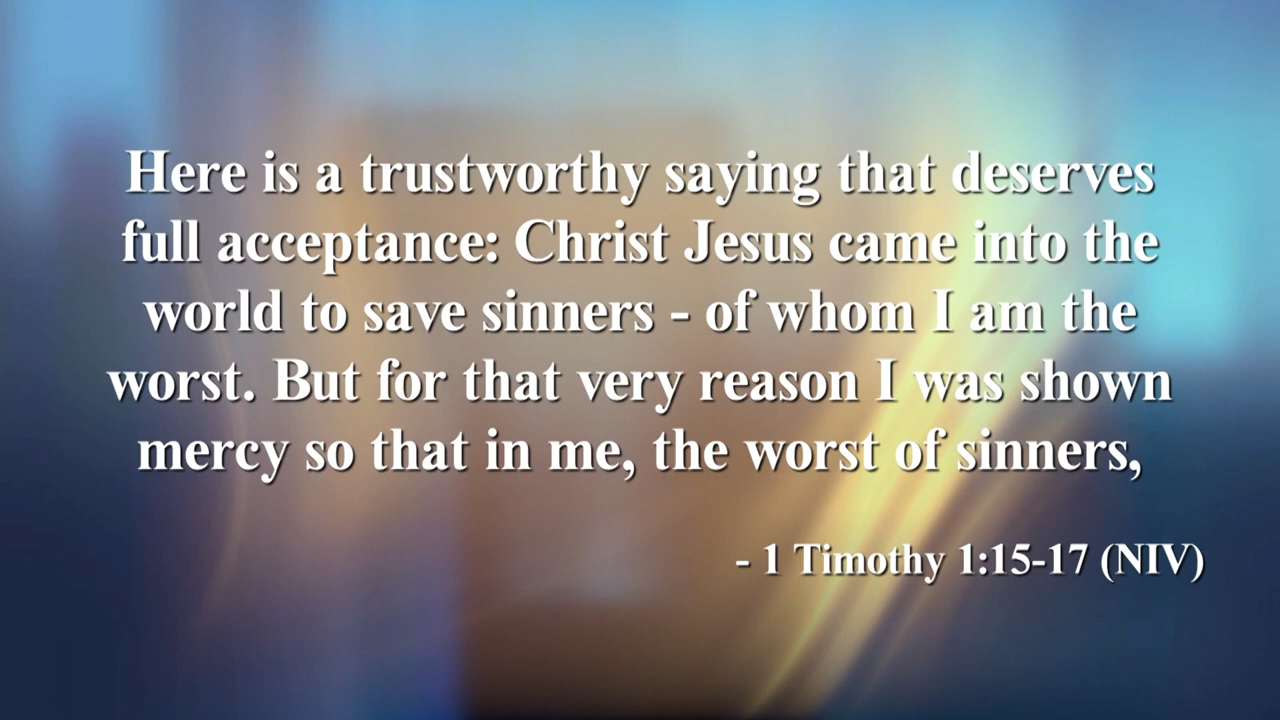 Here is a trustworthy saying that deserves
full acceptance: Christ Jesus came into the
world to save sinners - of whom I am the
worst. But for that very reason I was shown
mercy so that in me, the worst of sinners,
- 1 Timothy 1:15-17 (NIV)